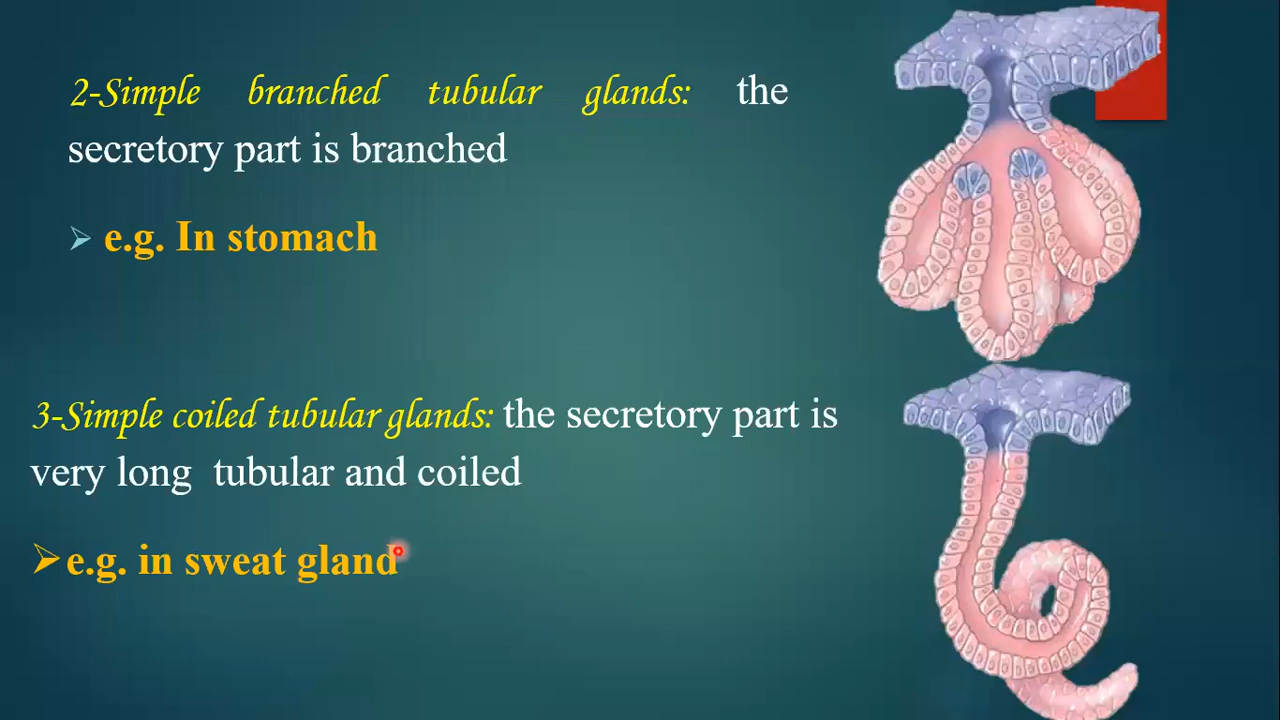 2-Simple branched tubular glands: the
secretory part is branched
e.g. In stomach
3-Simple coiled tubular glands: the secretory part is
very long tubular and coiled
e.g. in sweat gland